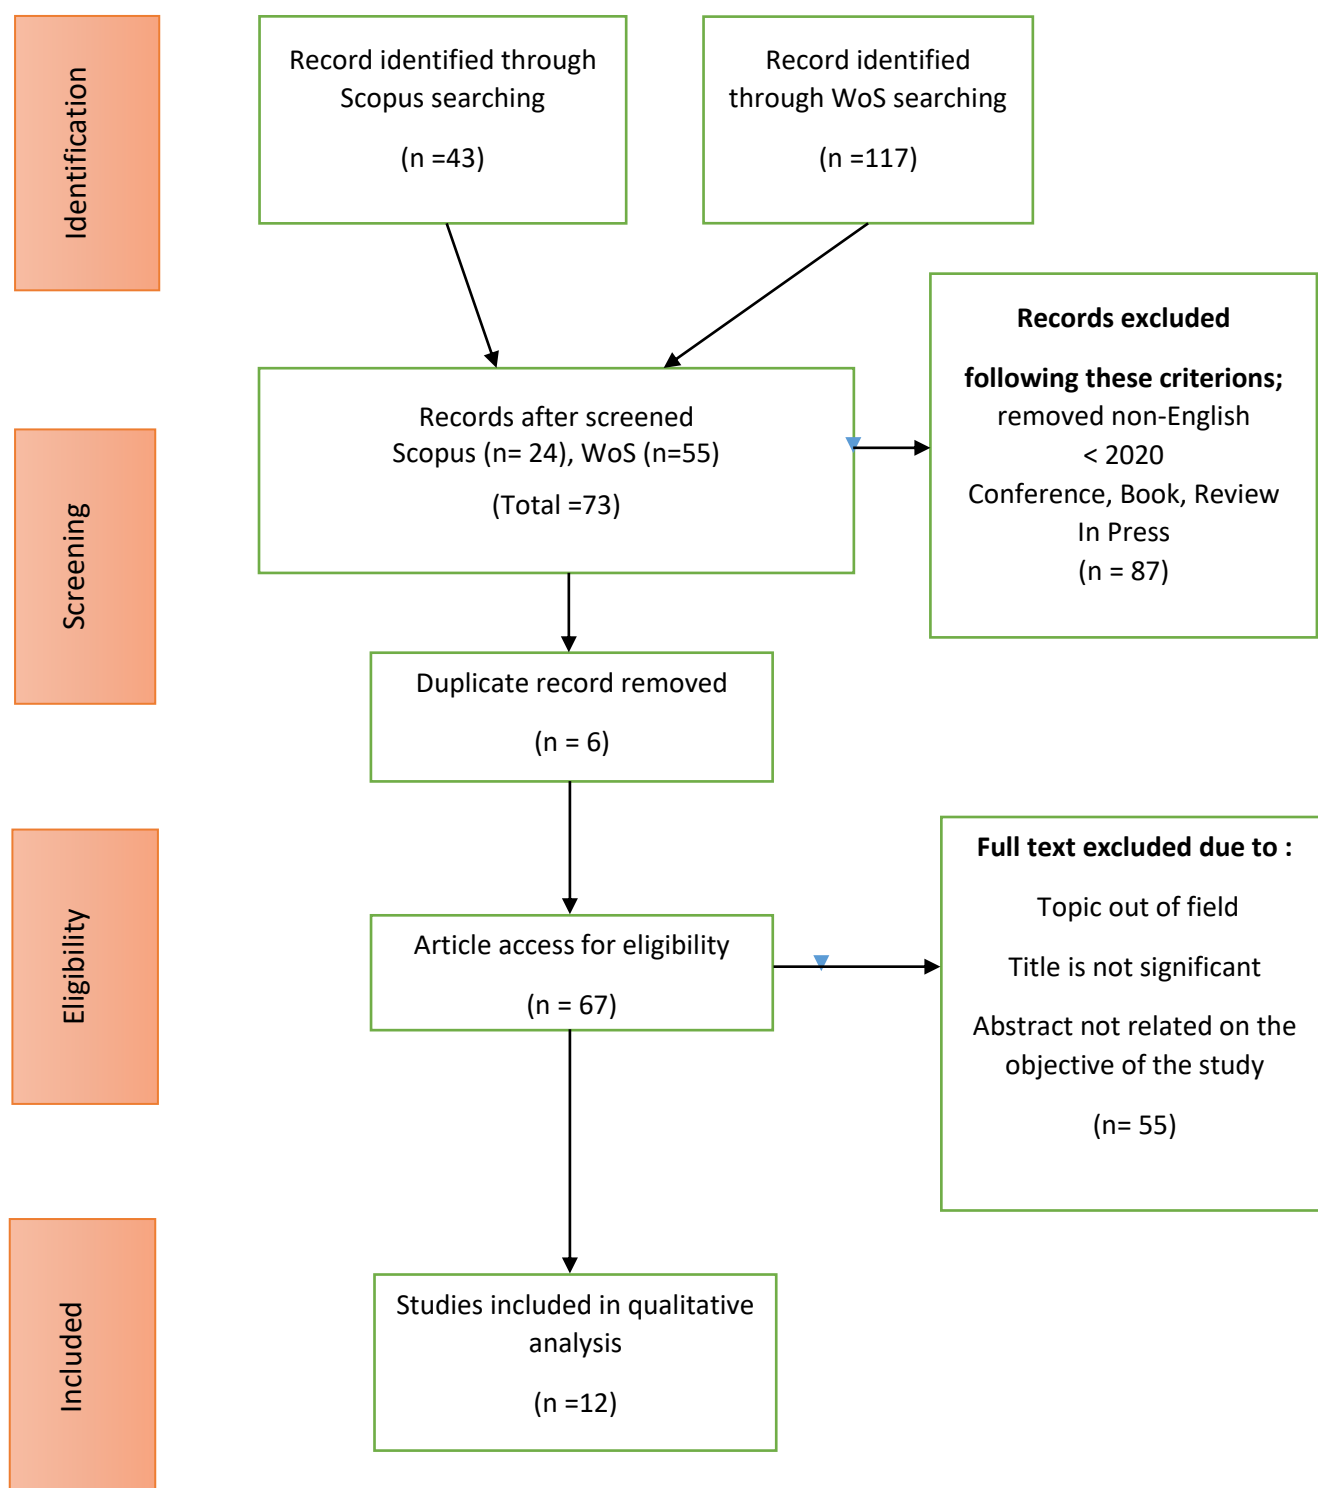 Identification
Record identified through
Scopus searching
(n =43)
Record identified
through WoS searching
(n =117)
Records excluded
following these criterions;
removed non-English
< 2020
Conference, Book, Review
In Press
(n = 87)
Screening
Records after screened
Scopus (n= 24), WoS (n=55)
(Total =73)
Duplicate record removed
(n = 6)
Eligibility
Article access for eligibility
(n = 67)
Full text excluded due to :
Topic out of field
Title is not significant
Abstract not related on the
objective of the study
(n= 55)
Included
Studies included in qualitative
analysis
(n =12)